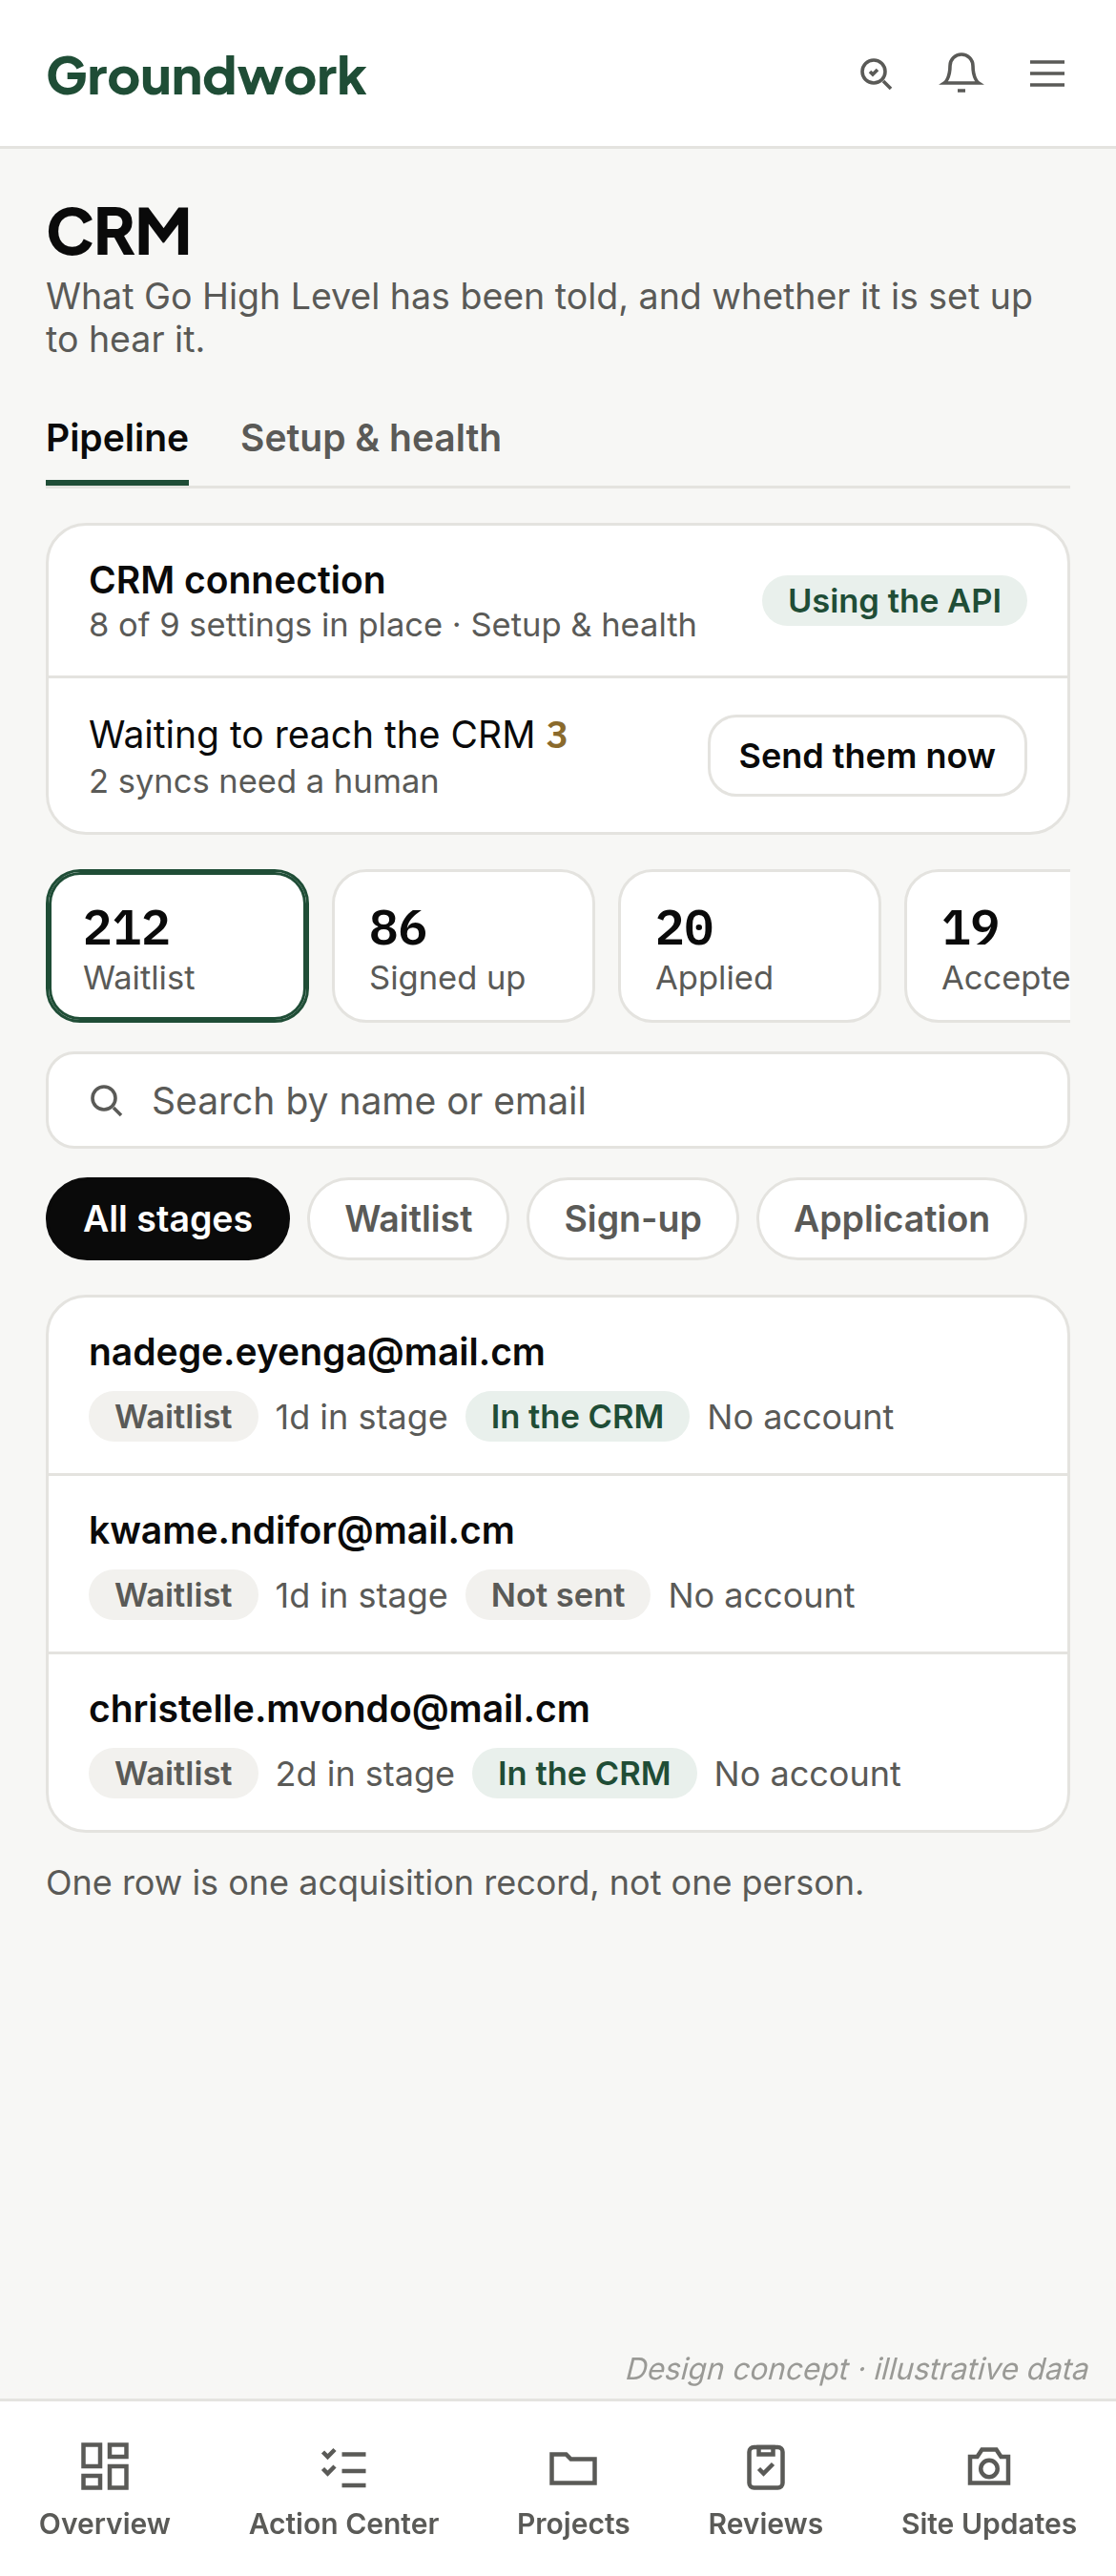 Groundwork
CRM
What Go High Level has been told, and whether it is set up
to hear it.
Pipeline Setup & health
CRM connection
8 of 9 settings in place · Setup & health
Using the API
Waiting to reach the CRM 3
2 syncs need a human
Send them now
212 86 20 19
Waitlist Signed up Applied Accepte
Search by name or email
All stages Waitlist Sign-up Application
nadege.eyenga@mail.cm
Waitlist 1d in stage In the CRM No account
kwame.ndifor@mail.cm
Waitlist 1d in stage Not sent No account
christelle.mvondo@mail.cm
Waitlist 2d in stage In the CRM No account
One row is one acquisition record, not one person.
Design concept · illustrative data
Overview Action Center Projects Reviews Site Updates